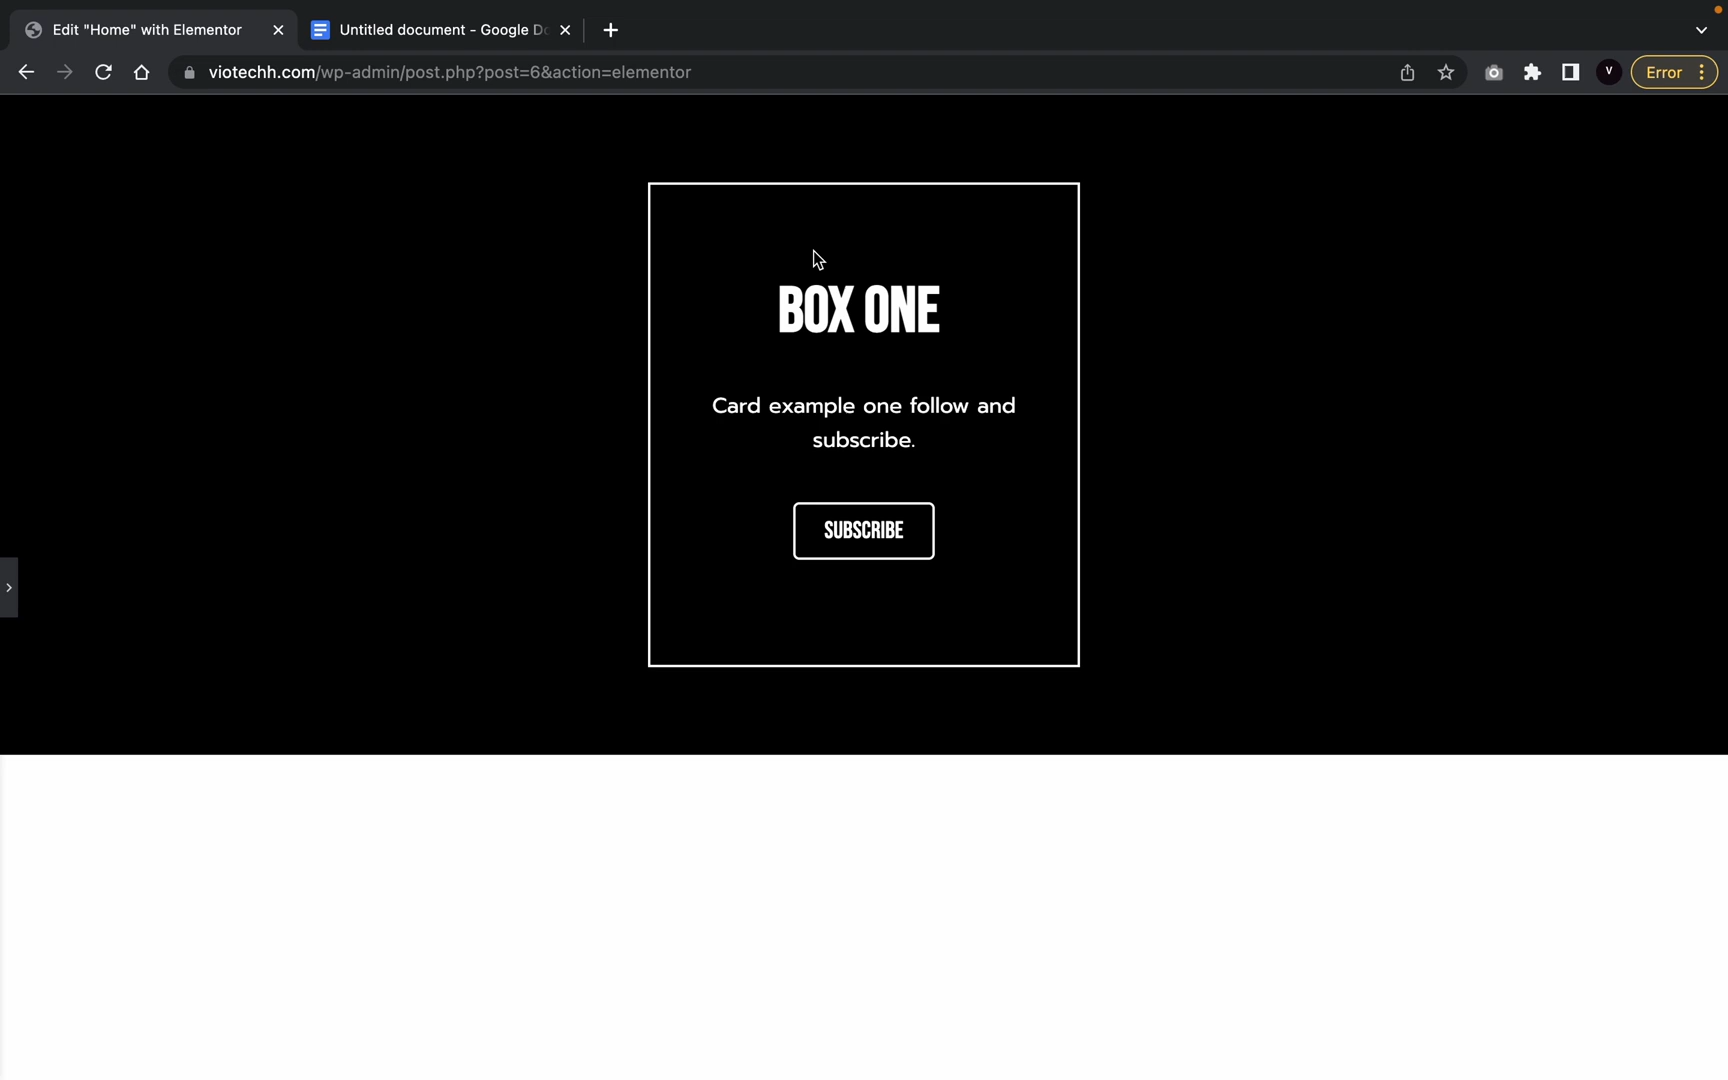 Edit "Home" with Elementor
Untitled document - Google Do
viotechh.com/wp-admin/post.php?post=6&action=elementor
V
Error
BOX ONE
Card example one follow and
subscribe.
SUBSCRIBE